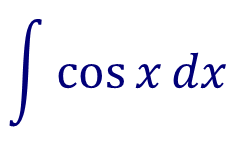 ∫ cos x dx